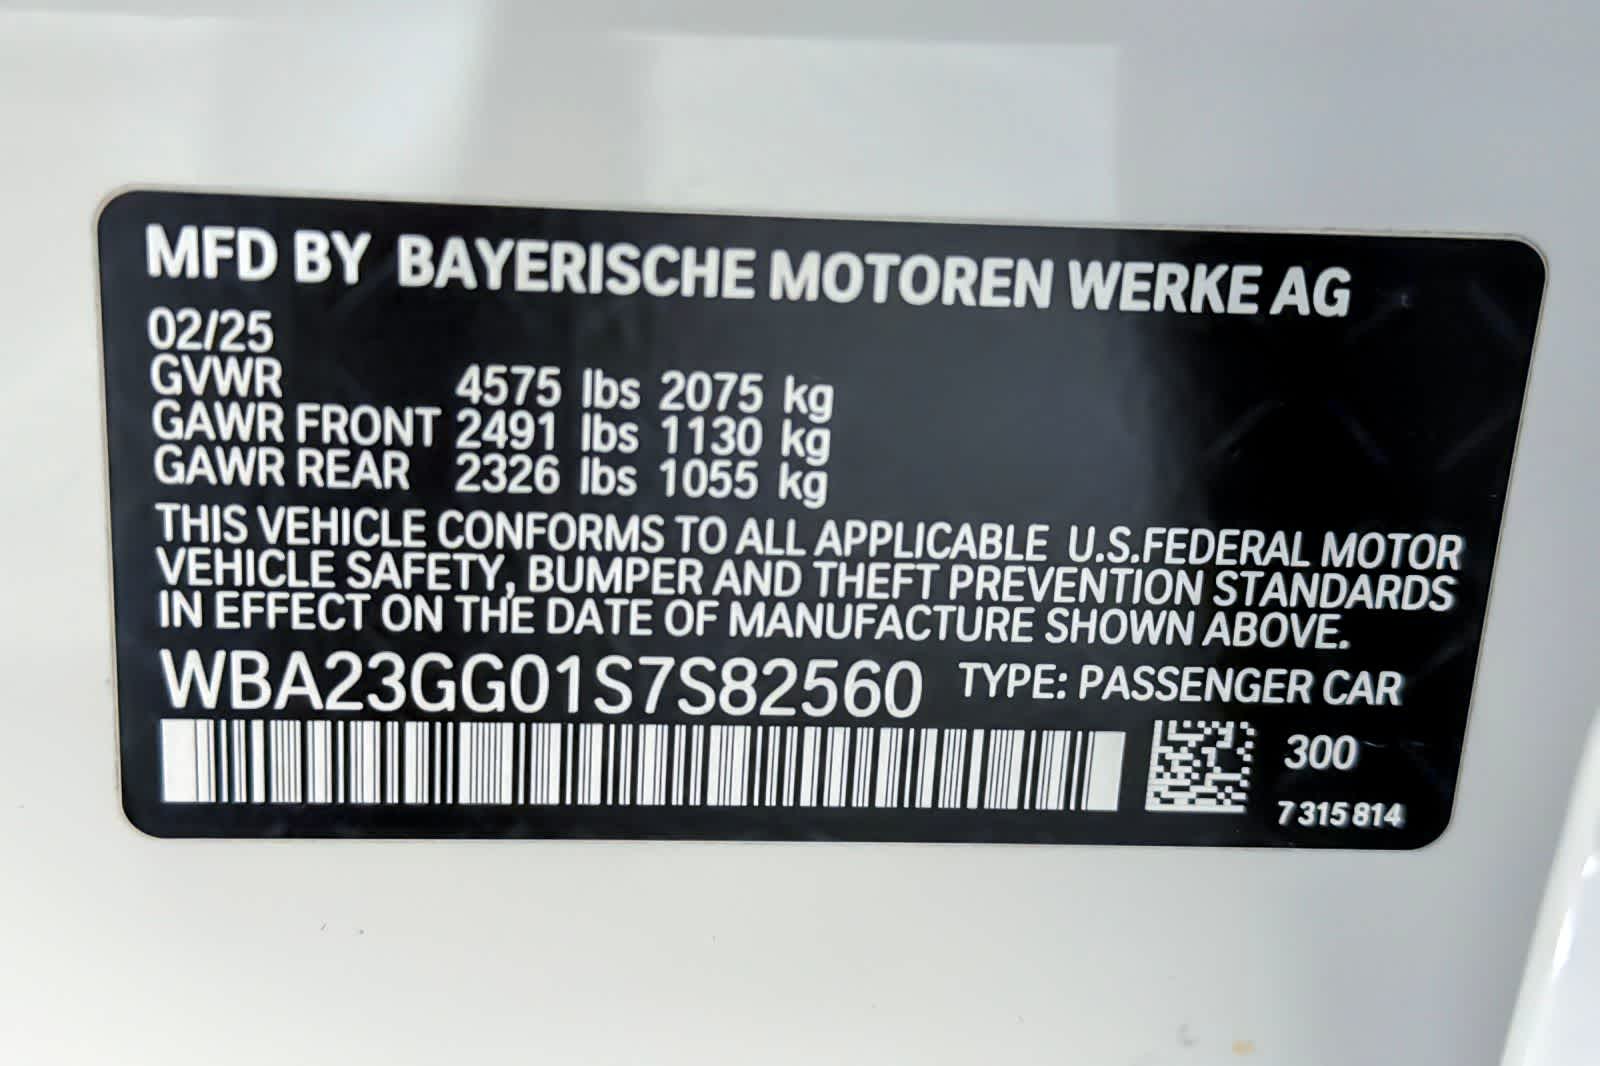 MFD BY BAYERISCHE MOTOREN WERKE AG
02/25
GVWR 4575 lbs 2075 kg
GAWR FRONT 2491 lbs 1130 kg
GAWR REAR 2326 lbs 1055 kg
THIS VEHICLE CONFORMS TO ALL APPLICABLE U.S.FEDERAL MOTOR
VEHICLE SAFETY, BUMPER AND THEFT PREVENTION STANDARDS
IN EFFECT ON THE DATE OF MANUFACTURE SHOWN ABOVE.
WBA23GG01S7S82560 TYPE: PASSENGER CAR
300
7 315 814